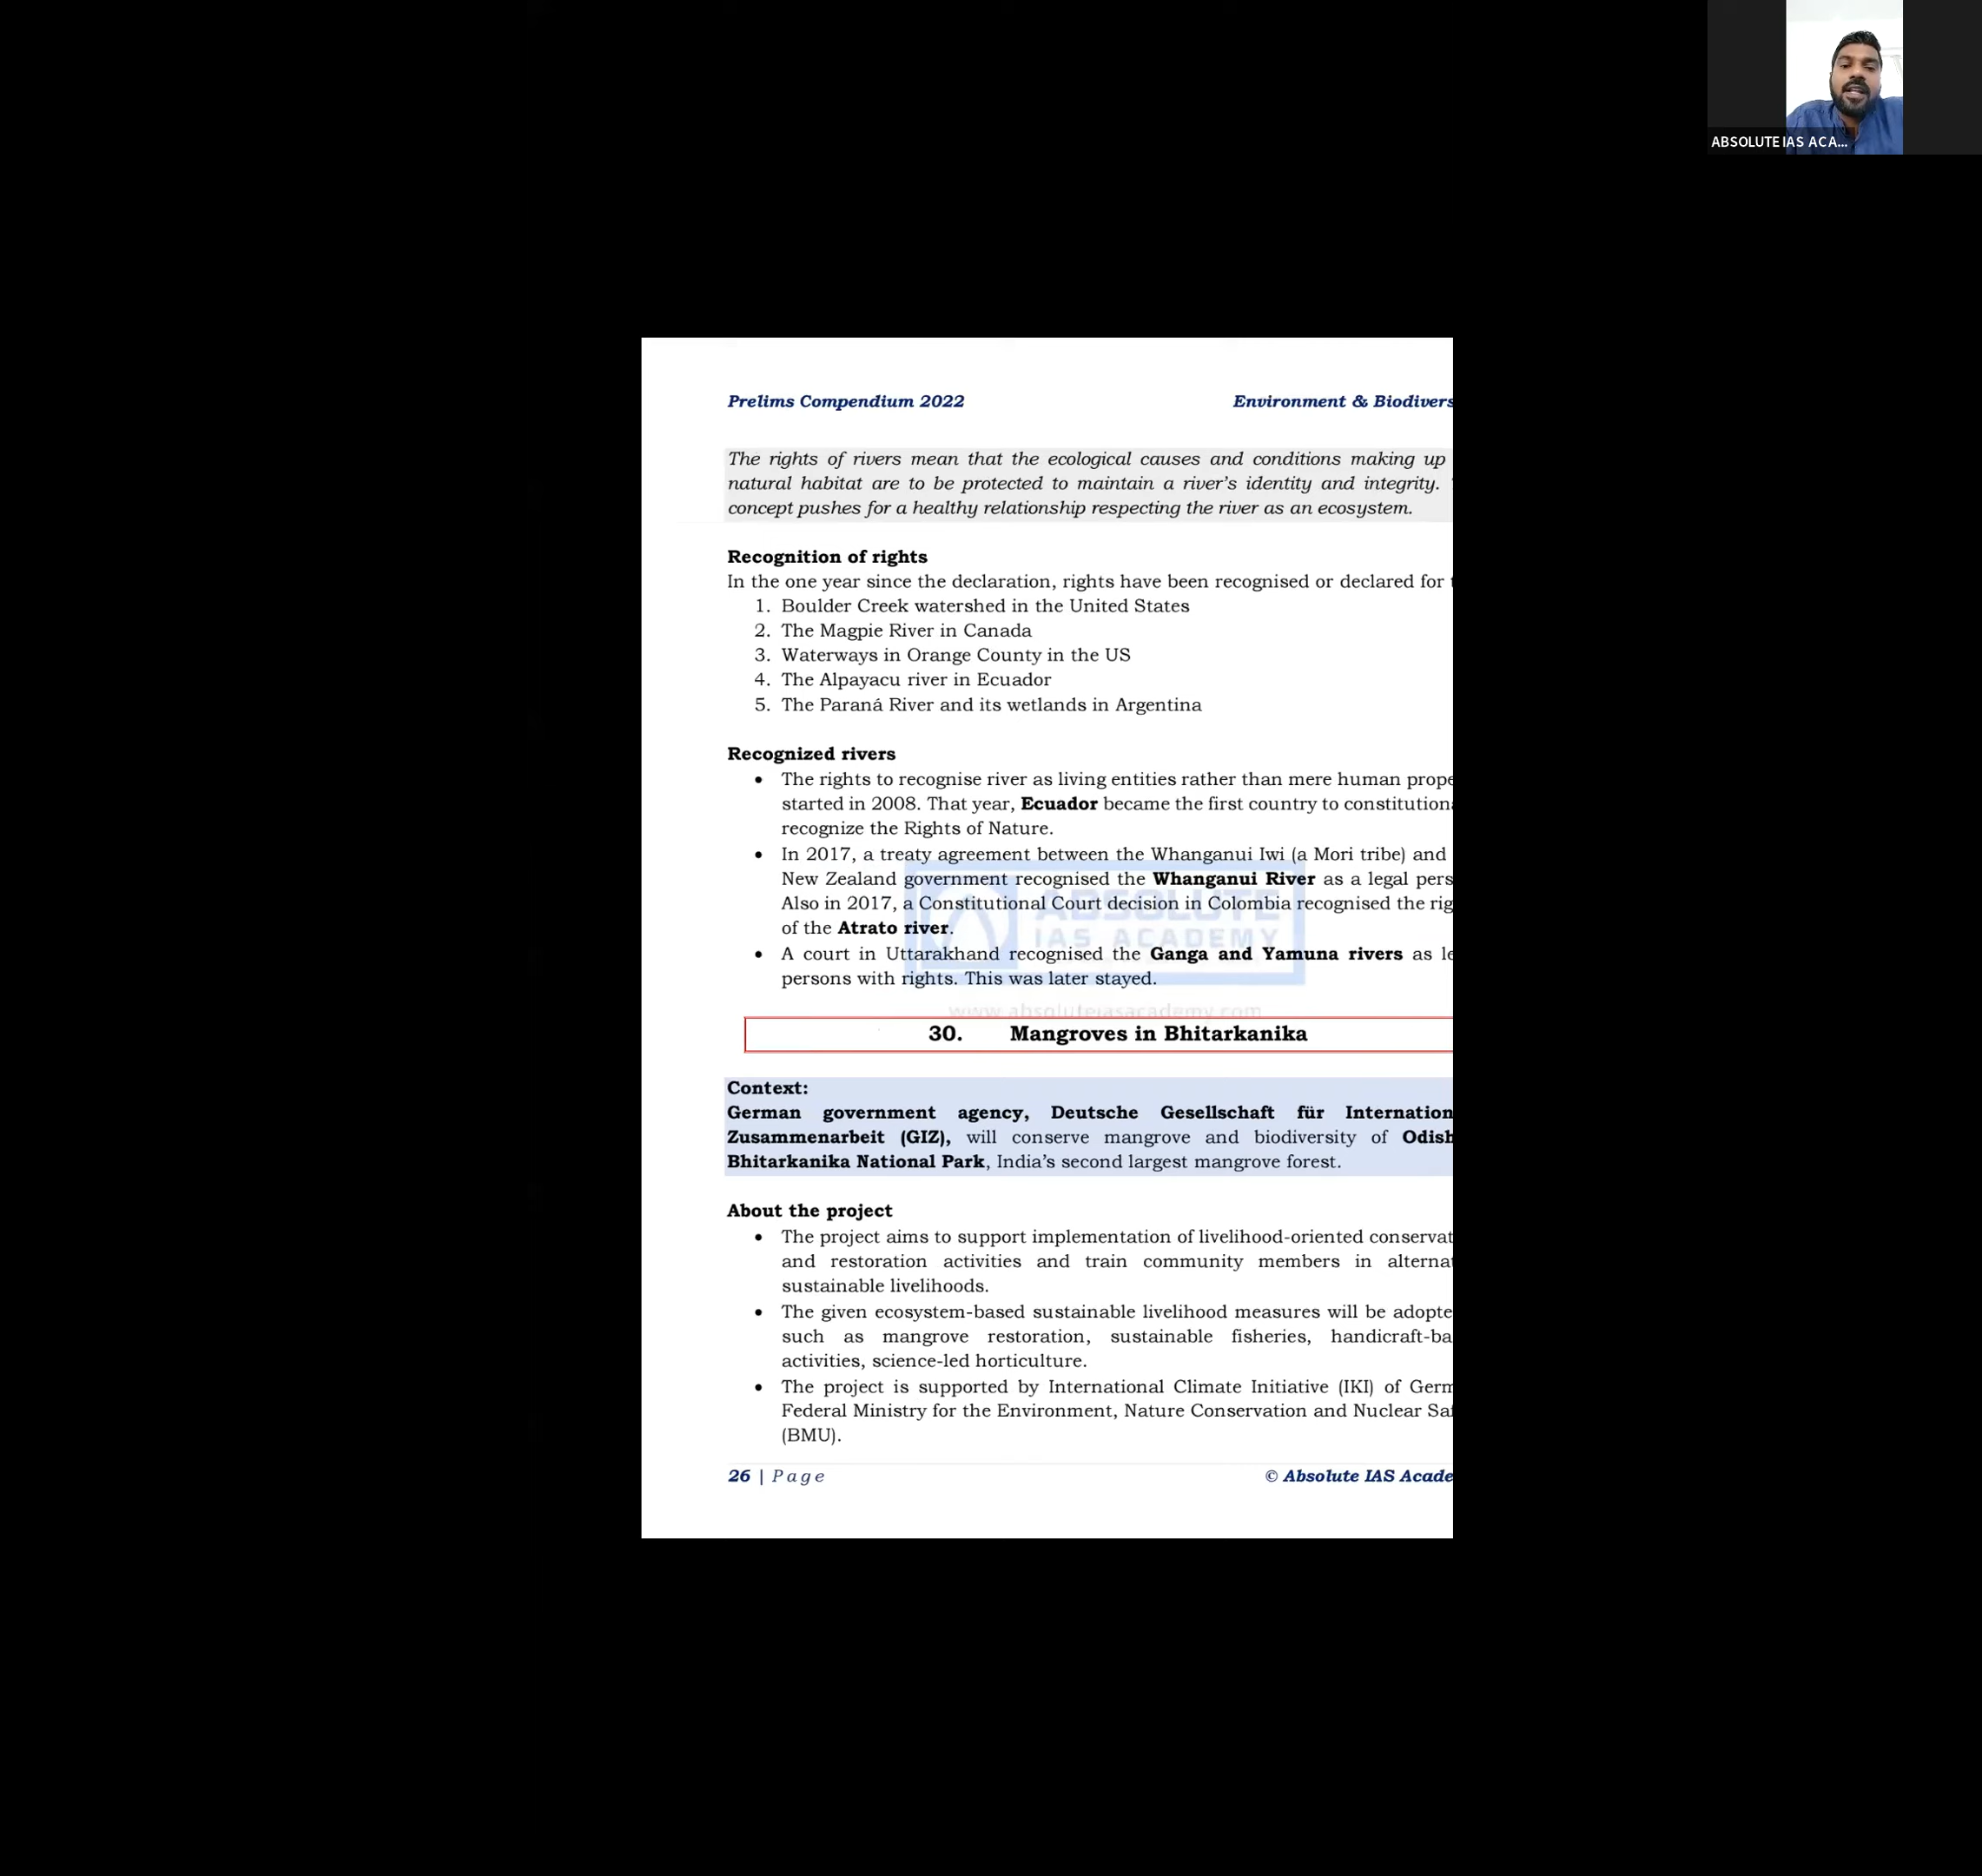 ABSOLUTE IAS ACA...
Prelims Compendium 2022 Environment & Biodivers
The rights of rivers mean that the ecological causes and conditions making up
natural habitat are to be protected to maintain a river's identity and integrity.
concept pushes for a healthy relationship respecting the river as an ecosystem.
Recognition of rights
In the one year since the declaration, rights have been recognised or declared for
1. Boulder Creek watershed in the United States
2. The Magpie River in Canada
3. Waterways in Orange County in the US
4. The Alpayacu river in Ecuador
5. The Paraná River and its wetlands in Argentina
Recognized rivers
• The rights to recognise river as living entities rather than mere human prope
started in 2008. That year, Ecuador became the first country to constitutiona
recognize the Rights of Nature.
• In 2017, a treaty agreement between the Whanganui Iwi (a Mori tribe) and
New Zealand government recognised the Whanganui River as a legal pers
Also in 2017, a Constitutional Court decision in Colombia recognised the rig
of the Atrato river.
• A court in Uttarakhand recognised the Ganga and Yamuna rivers as le
persons with rights. This was later stayed.
ABSOLUTE
IAS ACADEMY
www.absoluteiasacademy.com
30. Mangroves in Bhitarkanika
Context:
German government agency, Deutsche Gesellschaft für Internation
Zusammenarbeit (GIZ), will conserve mangrove and biodiversity of Odish
Bhitarkanika National Park, India's second largest mangrove forest.
About the project
• The project aims to support implementation of livelihood-oriented conservat
and restoration activities and train community members in alternat
sustainable livelihoods.
• The given ecosystem-based sustainable livelihood measures will be adopte
such as mangrove restoration, sustainable fisheries, handicraft-ba
activities, science-led horticulture.
• The project is supported by International Climate Initiative (IKI) of Germ
Federal Ministry for the Environment, Nature Conservation and Nuclear Saf
(BMU).
26 | Page © Absolute IAS Acade